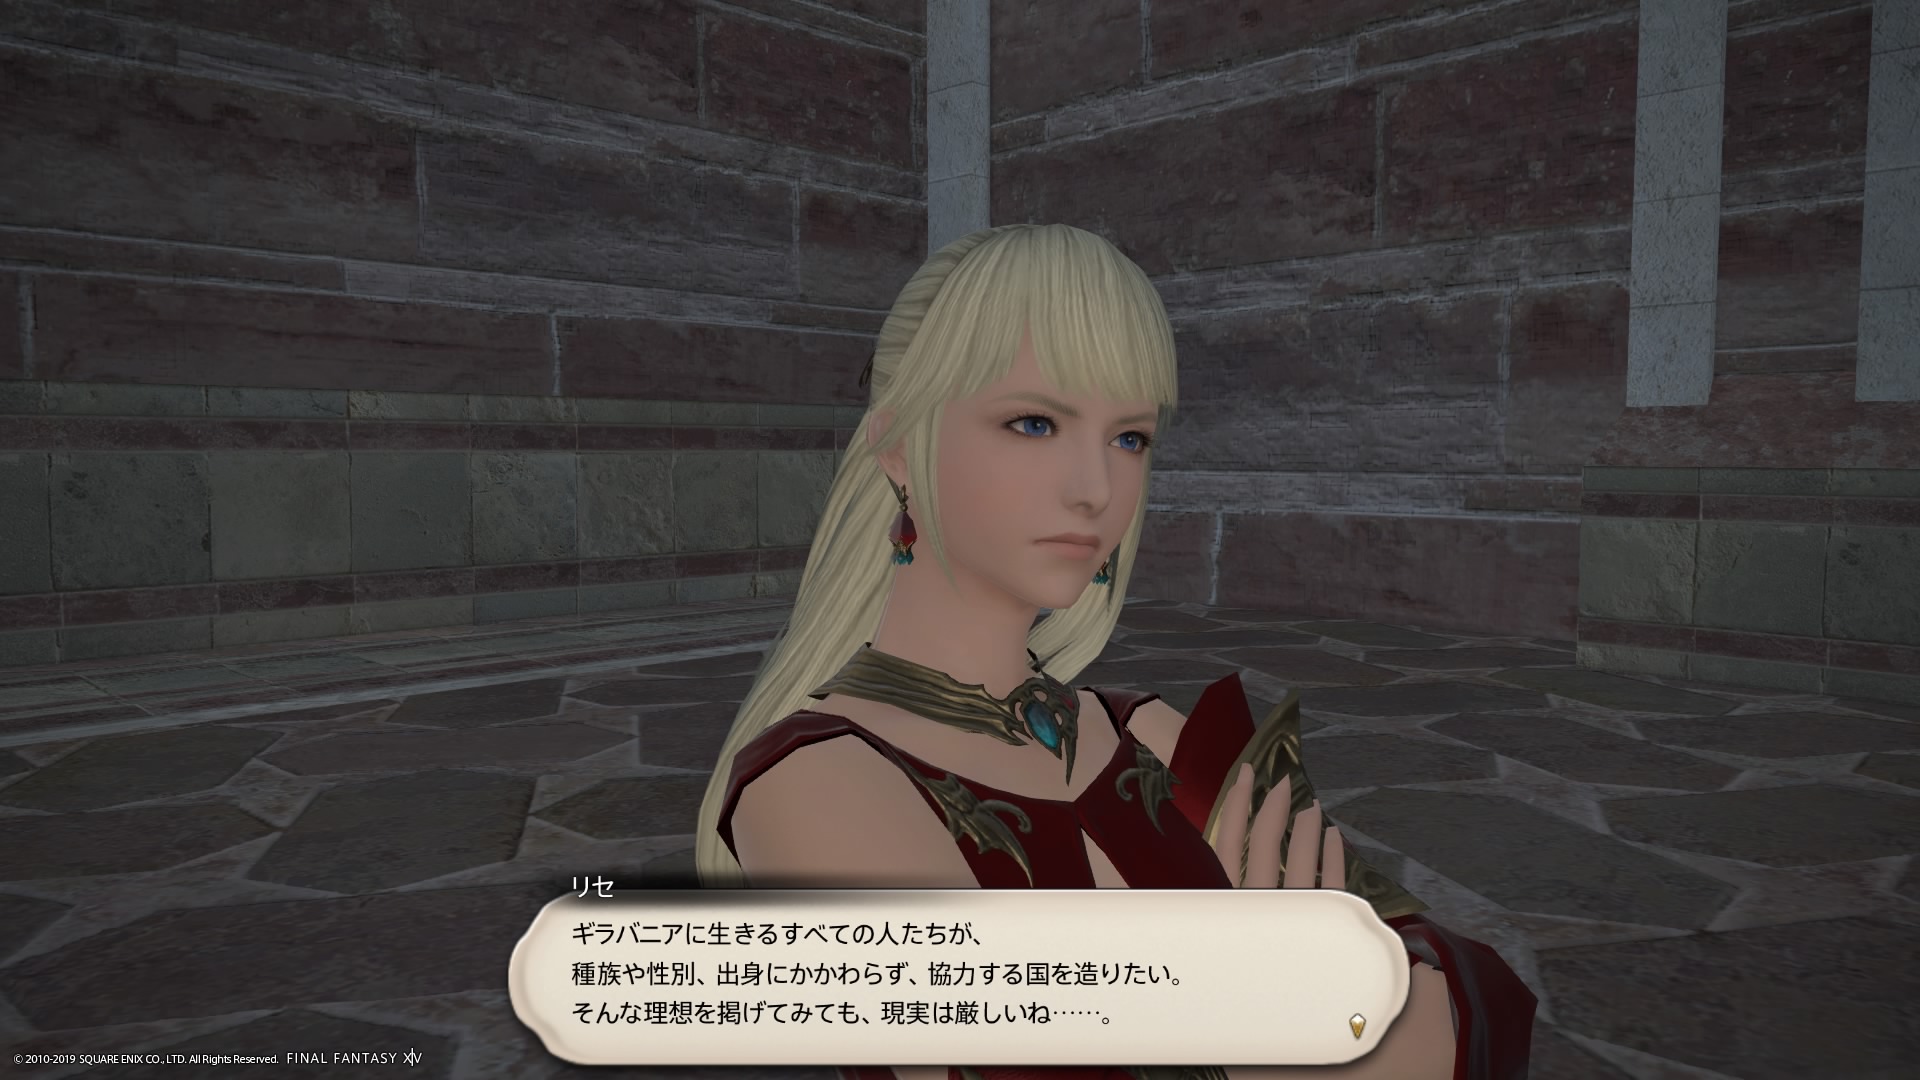 リセ
ギラバニアに生きるすべての人たちが、
種族や性別、出身にかかわらず、協力する国を造りたい。
そんな理想を掲げてみても、現実は厳しいね……。
© 2010-2019 SQUARE ENIX CO., LTD. All Rights Reserved. FINAL FANTASY XIV